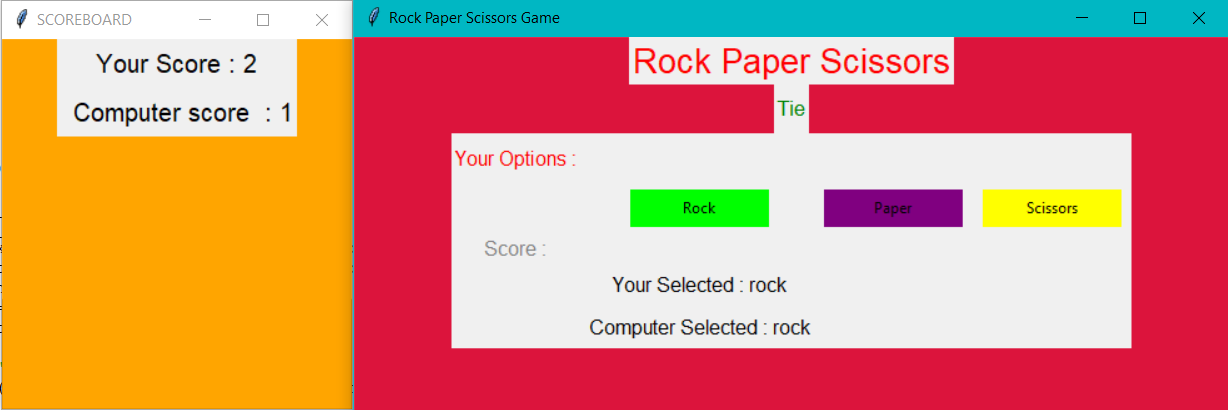 SCOREBOARD
Your Score : 2
Computer score : 1
Rock Paper Scissors Game
Rock Paper Scissors
Tie
Your Options :
Rock Paper Scissors
Score :
Your Selected : rock
Computer Selected : rock